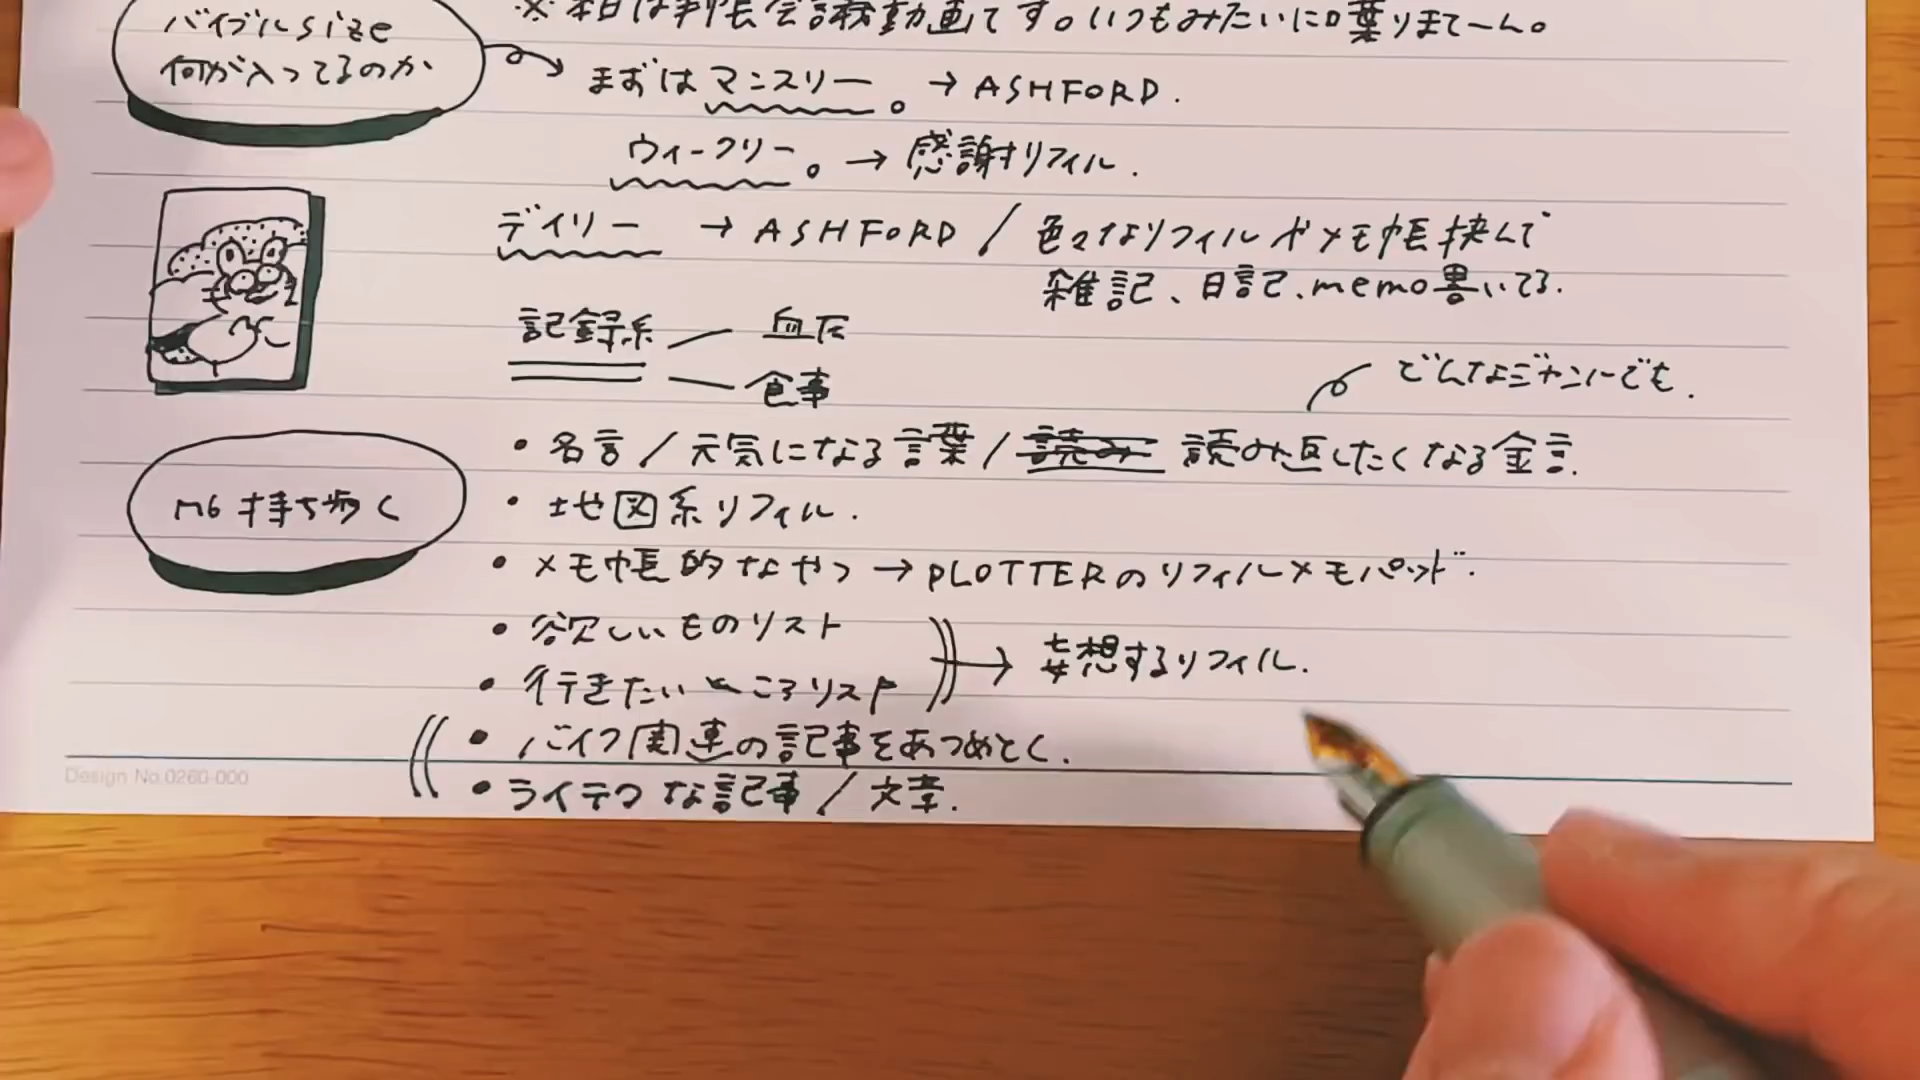 バイブルsize
何が入ってるのか
※本日は手帳会議動画です。いつもみたいに喋りませーん。
まずはマンスリー。→ASHFORD.
ウィークリー。→感謝リフィル.
デイリー→ASHFORD/色々なリフィルやメモ帳挟んで
雑記、日記、memo書いてる.
記録系
血圧
食事
どんなジャンルでも.
・名言/元気になる言葉/読み 読み返したくなる金言.
M6持ち歩く
・地図系リフィル.
・メモ帳的なやつ→PLOTTERのリフィルメモパッド.
・欲しいものリスト
・行きたいところリスト
→妄想するリフィル.
・バイク関連の記事をあつめとく.
・ライテクな記事/文章.
Design No.0260-000